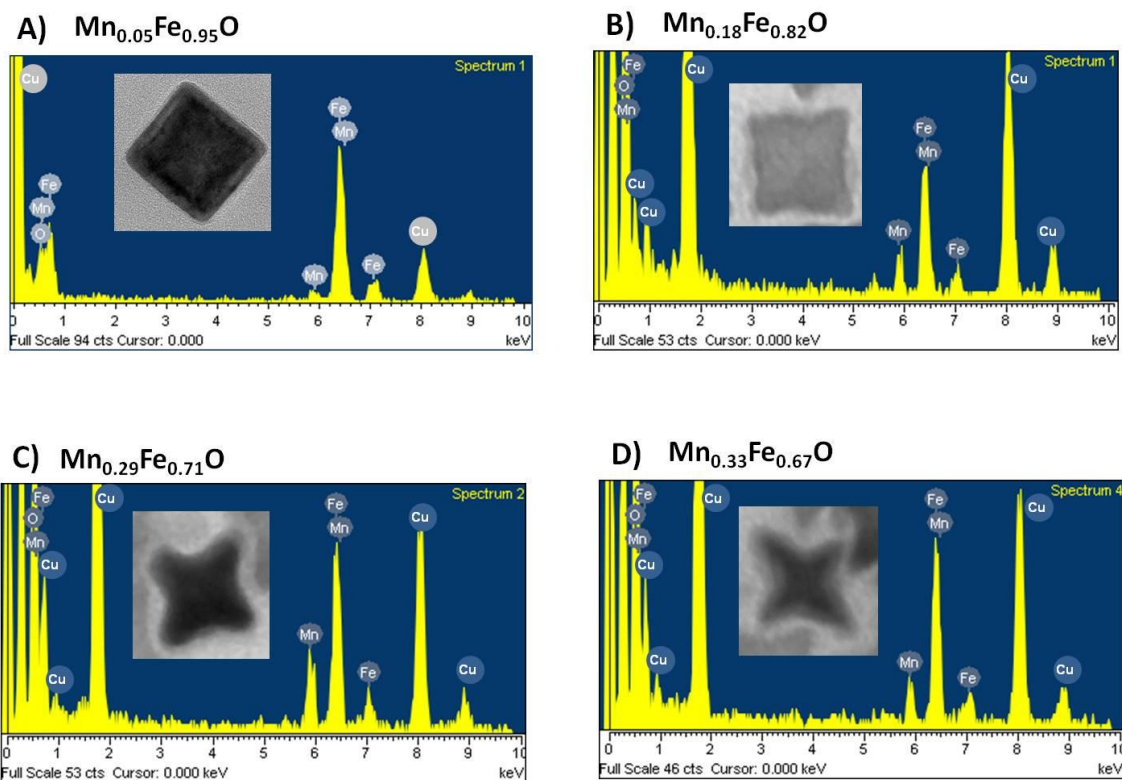 A) Mn0.05Fe0.95O
Spectrum 1
Cu
Fe
Mn
Fe
Mn
O
Cu
Mn
Fe
0 1 2 3 4 5 6 7 8 9 10
Full Scale 94 cts Cursor: 0.000
keV
B) Mn0.18Fe0.82O
Spectrum 1
Fe
O
Mn
Cu
Cu
Fe
Mn
Cu
Cu
Mn
Fe
Cu
0 1 2 3 4 5 6 7 8 9 10
Full Scale 53 cts Cursor: 0.000 keV
keV
C) Mn0.29Fe0.71O
Spectrum 2
Fe
O
Mn
Cu
Cu
Fe
Mn
Cu
Cu
Mn
Fe
Cu
0 1 2 3 4 5 6 7 8 9 10
Full Scale 53 cts Cursor: 0.000 keV
keV
D) Mn0.33Fe0.67O
Spectrum 4
Fe
O
Mn
Cu
Cu
Fe
Mn
Cu
Cu
Mn
Fe
Cu
0 1 2 3 4 5 6 7 8 9 10
Full Scale 46 cts Cursor: 0.000 keV
keV